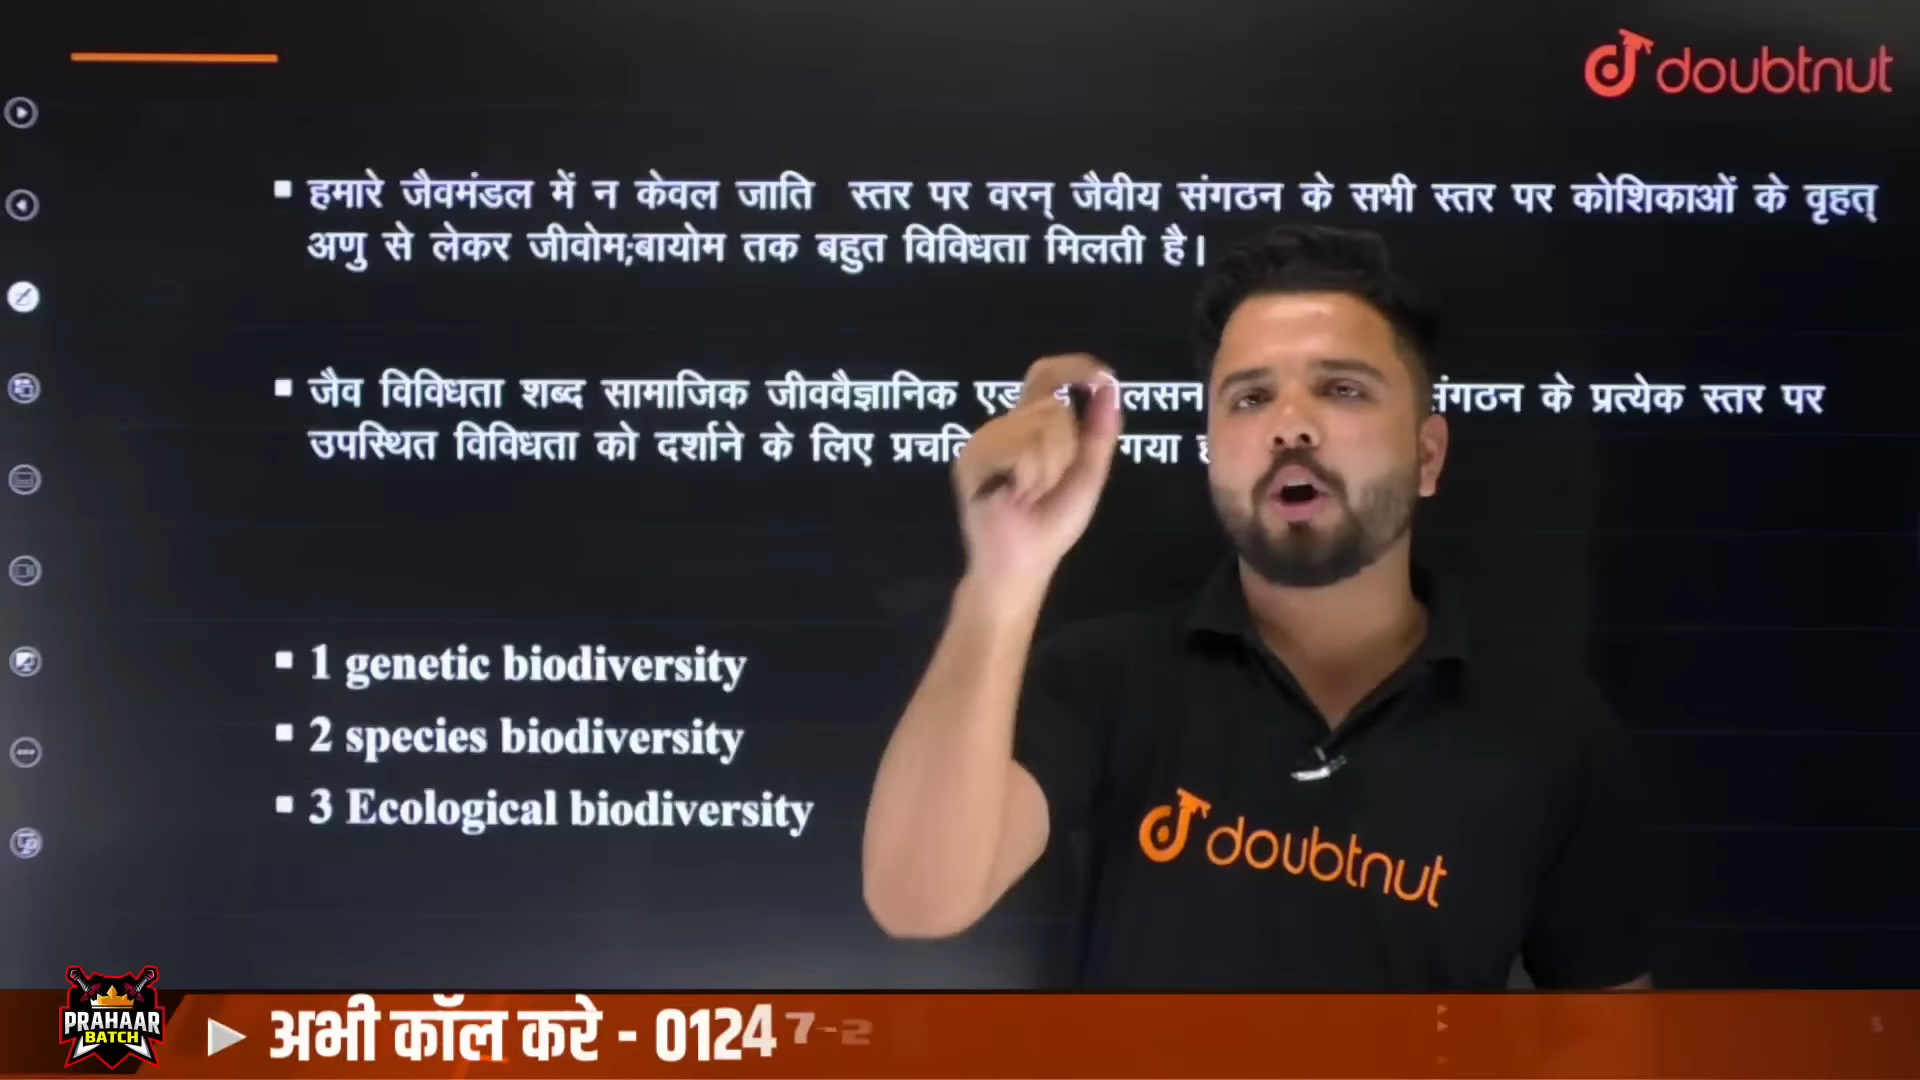 doubtnut
हमारे जैवमंडल में न केवल जाति स्तर पर वरन् जैवीय संगठन के सभी स्तर पर कोशिकाओं के वृहत्
अणु से लेकर जीवोम;बायोम तक बहुत विविधता मिलती है।
जैव विविधता शब्द सामाजिक जीववैज्ञानिक संगठन के प्रत्येक स्तर पर
उपस्थित विविधता को दर्शाने के लिए गया
1 genetic biodiversity
2 species biodiversity
3 Ecological biodiversity
doubtnut
PRAHAAR
BATCH
अभी कॉल करे - 0124 7-2